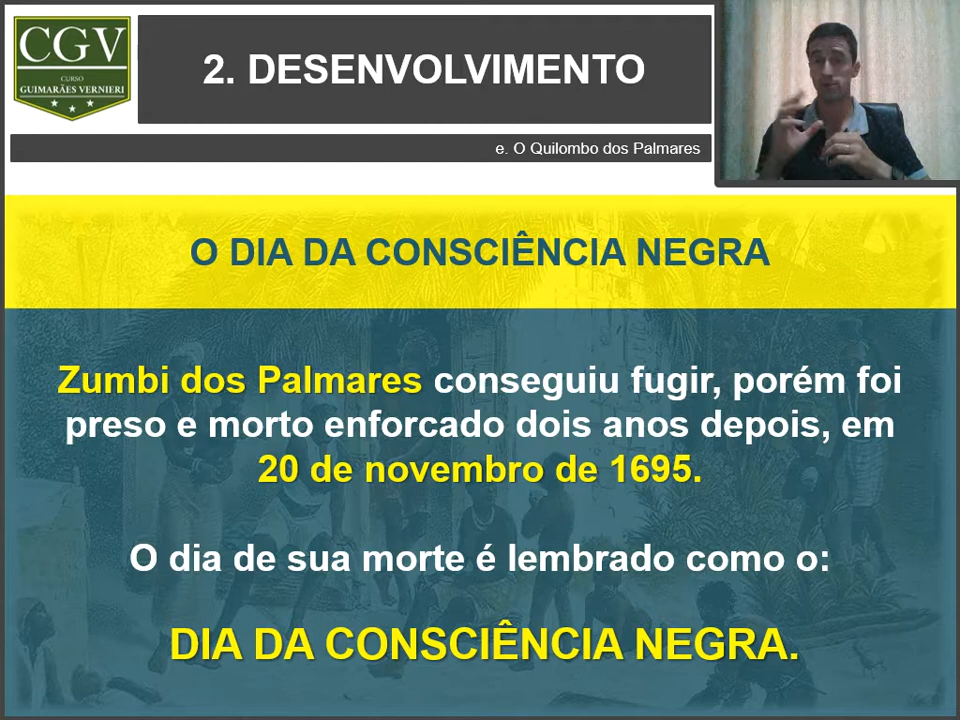 CGV
CURSO
GUIMARÃES VERNIERI
2. DESENVOLVIMENTO
e. O Quilombo dos Palmares
O DIA DA CONSCIÊNCIA NEGRA
Zumbi dos Palmares conseguiu fugir, porém foi
preso e morto enforcado dois anos depois, em
20 de novembro de 1695.
O dia de sua morte é lembrado como o:
DIA DA CONSCIÊNCIA NEGRA.